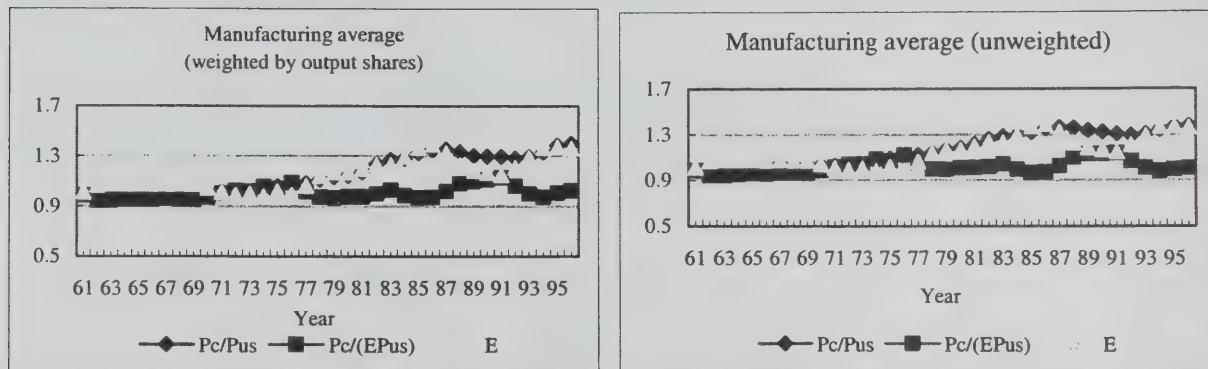 Manufacturing average
(weighted by output shares)
1.7
1.3
0.9
0.5
61 63 65 67 69 71 73 75 77 79 81 83 85 87 89 91 93 95
Year
Pc/Pus Pc/(EPus) E
Manufacturing average (unweighted)
1.7
1.3
0.9
0.5
61 63 65 67 69 71 73 75 77 79 81 83 85 87 89 91 93 95
Year
Pc/Pus Pc/(EPus) E